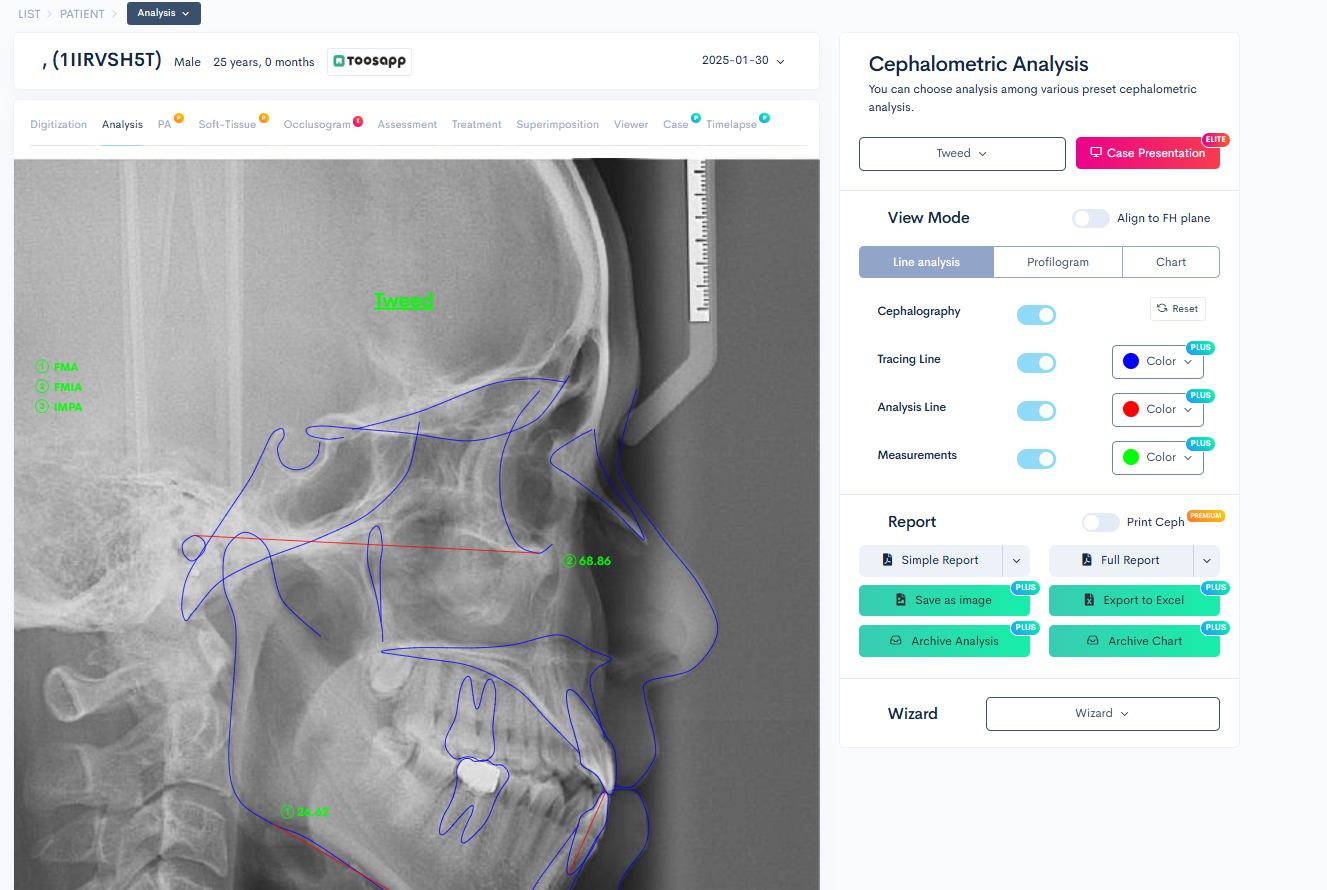 LIST > PATIENT > Analysis
, (1IIRVSH5T) Male 25 years, 0 months TOOSAPP 2025-01-30
Digitization Analysis PA P Soft-Tissue P Occlusogram E Assessment Treatment Superimposition Viewer Case P Timelapse P
Tweed
① FMA
② FMIA
③ IMPA
② 68.86
① 24.62
Cephalometric Analysis
You can choose analysis among various preset cephalometric
analysis.
Tweed
Case Presentation ELITE
View Mode
Align to FH plane
Line analysis Profilogram Chart
Cephalography
Reset
Tracing Line
Color PLUS
Analysis Line
Color PLUS
Measurements
Color PLUS
Report
Print Ceph PREMIUM
Simple Report Full Report
Save as image PLUS Export to Excel PLUS
Archive Analysis PLUS Archive Chart PLUS
Wizard Wizard